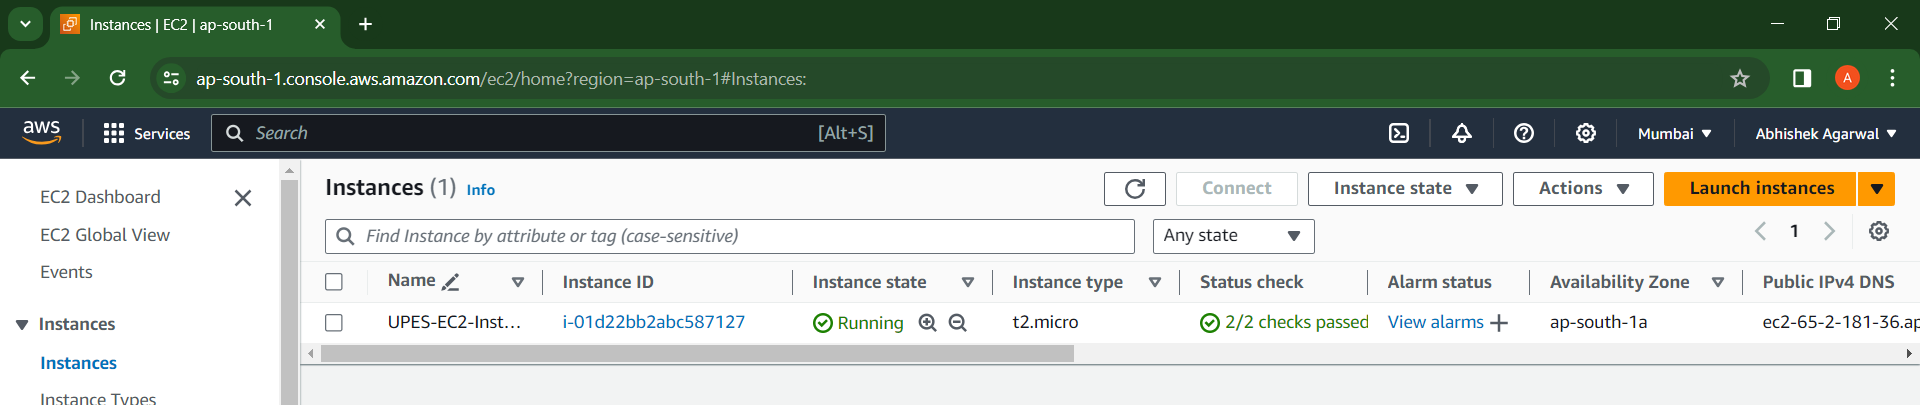 Instances | EC2 | ap-south-1
ap-south-1.console.aws.amazon.com/ec2/home?region=ap-south-1#Instances:
A
aws Services Search [Alt+S] Mumbai Abhishek Agarwal
EC2 Dashboard
EC2 Global View
Events
Instances
Instances
Instance Types
Instances (1) Info Connect Instance state Actions Launch instances
Find Instance by attribute or tag (case-sensitive) Any state 1
Name Instance ID Instance state Instance type Status check Alarm status Availability Zone Public IPv4 DNS
UPES-EC2-Inst... i-01d22bb2abc587127 Running t2.micro 2/2 checks passed View alarms + ap-south-1a ec2-65-2-181-36.ap